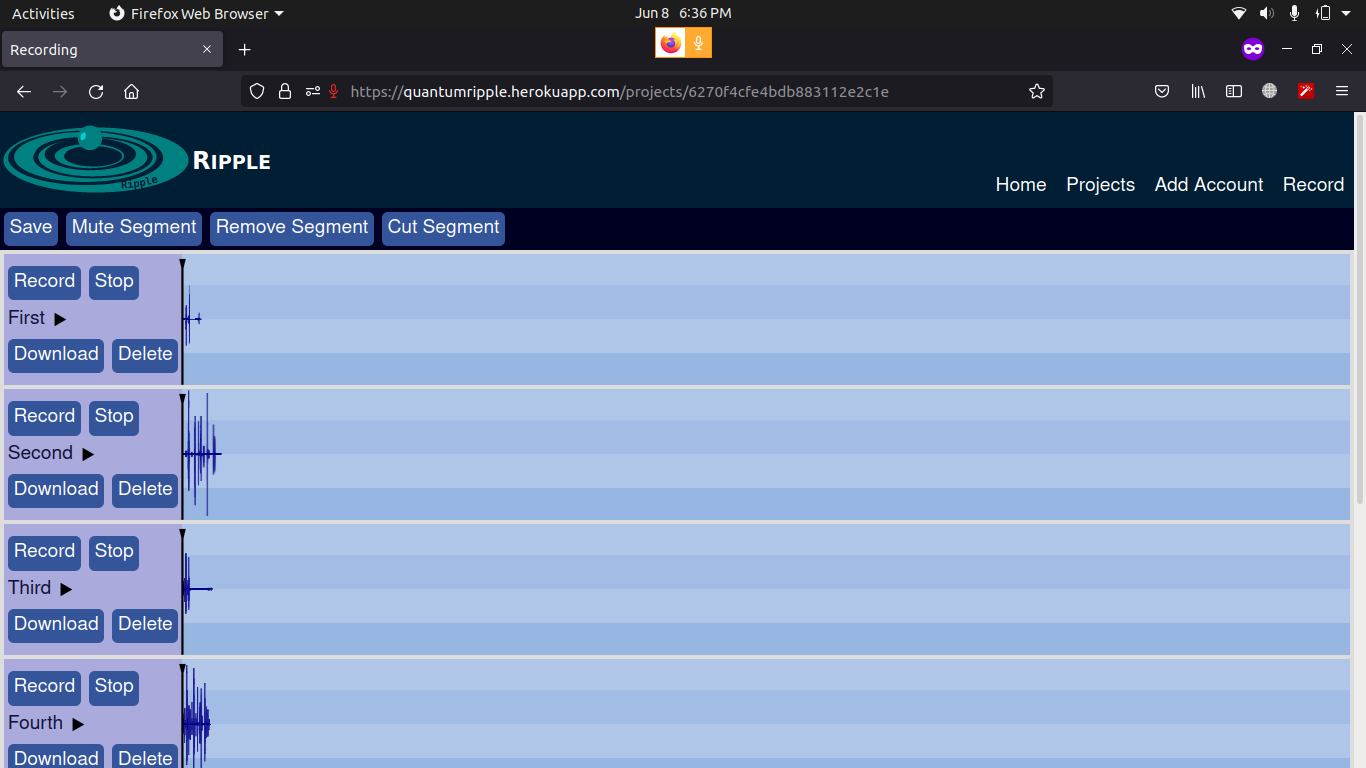 Activities Firefox Web Browser Jun 8 6:36 PM
Recording
https://quantumripple.herokuapp.com/projects/6270f4cfe4bdb883112e2c1e
Ripple
RIPPLE
Home Projects Add Account Record
Save Mute Segment Remove Segment Cut Segment
Record Stop
First
Download Delete
Record Stop
Second
Download Delete
Record Stop
Third
Download Delete
Record Stop
Fourth
Download Delete